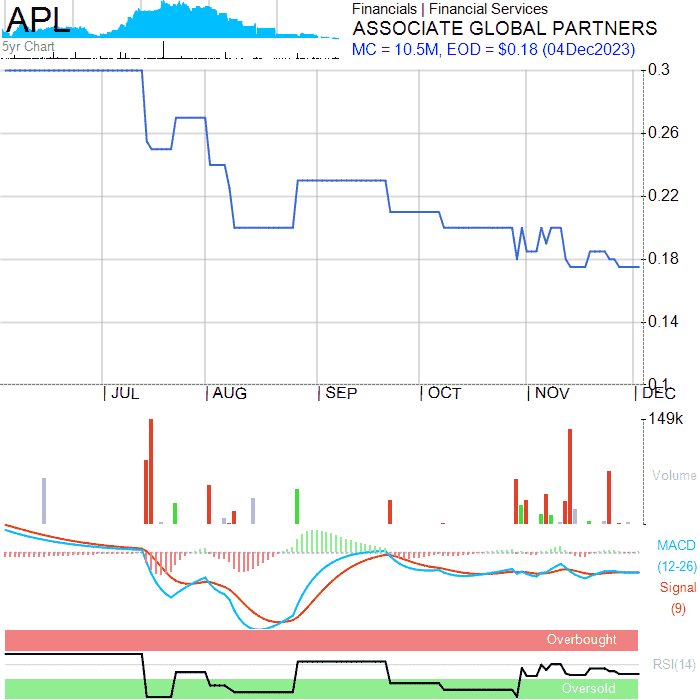 APL
5yr Chart
Financials | Financial Services
ASSOCIATE GLOBAL PARTNERS
MC = 10.5M, EOD = $0.18 (04Dec2023)
0.3
0.26
0.22
0.18
0.14
0.1
JUL AUG SEP OCT NOV DEC
149k
Volume
MACD
(12-26)
Signal
(9)
Overbought
RSI(14)
Oversold